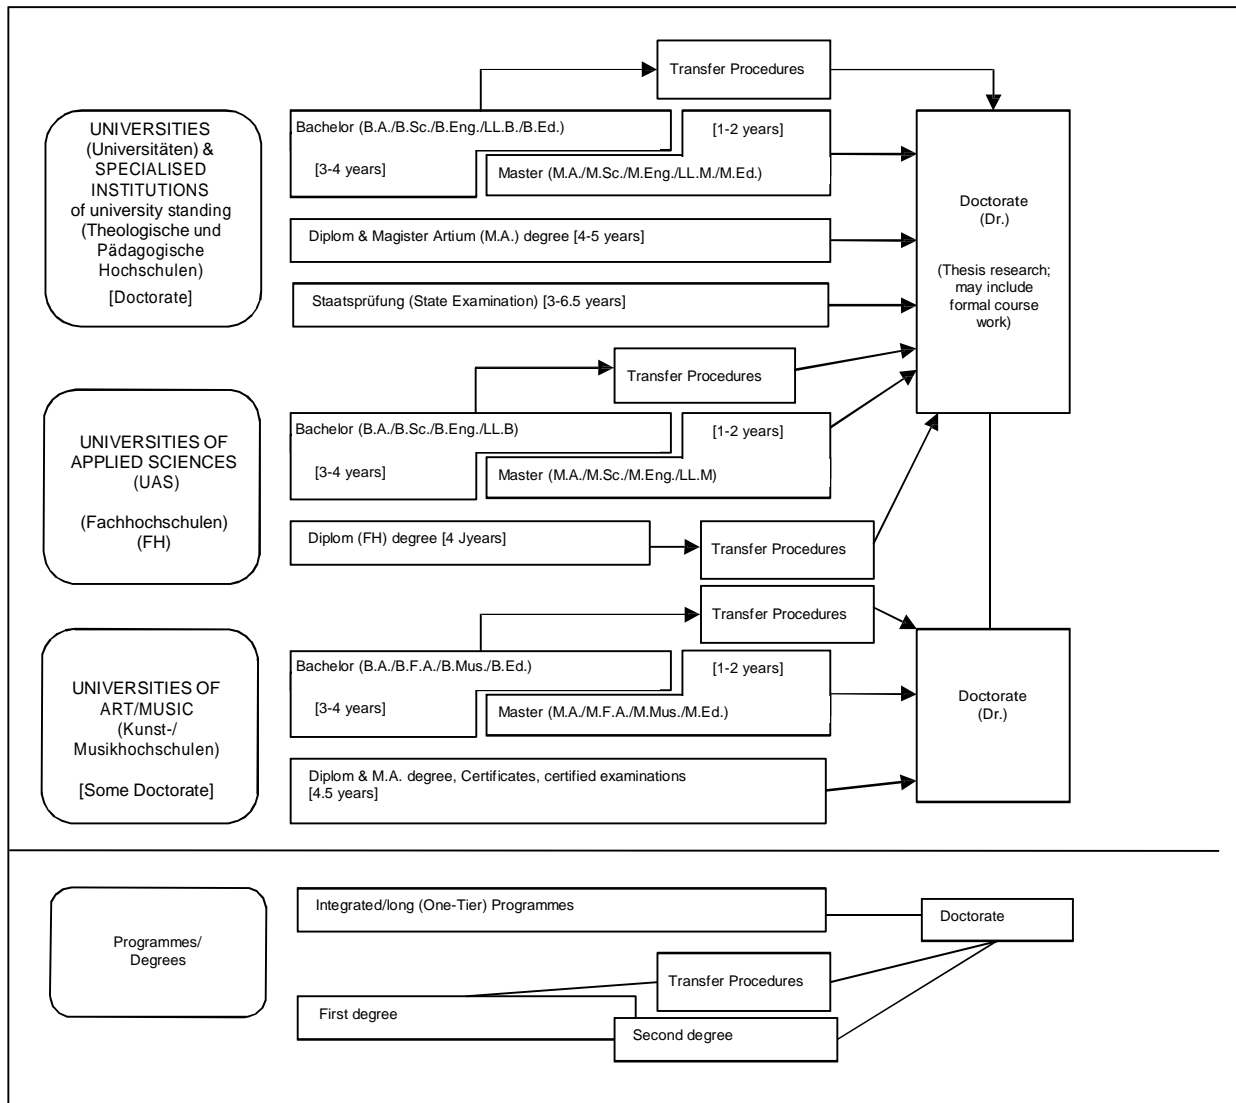 Transfer Procedures
UNIVERSITIES
(Universitäten) &
SPECIALISED
INSTITUTIONS
of university standing
(Theologische und
Pädagogische
Hochschulen)
[Doctorate]
Bachelor (B.A./B.Sc./B.Eng./LL.B./B.Ed.)
[1-2 years]
[3-4 years]
Master (M.A./M.Sc./M.Eng./LL.M./M.Ed.)
Diplom & Magister Artium (M.A.) degree [4-5 years]
Staatsprüfung (State Examination) [3-6.5 years]
Doctorate
(Dr.)
(Thesis research;
may include
formal course
work)
Transfer Procedures
UNIVERSITIES OF
APPLIED SCIENCES
(UAS)
(Fachhochschulen)
(FH)
Bachelor (B.A./B.Sc./B.Eng./LL.B)
[1-2 years]
[3-4 years]
Master (M.A./M.Sc./M.Eng./LL.M)
Diplom (FH) degree [4 Jyears]
Transfer Procedures
Transfer Procedures
UNIVERSITIES OF
ART/MUSIC
(Kunst-/
Musikhochschulen)
[Some Doctorate]
Bachelor (B.A./B.F.A./B.Mus./B.Ed.)
[1-2 years]
[3-4 years]
Master (M.A./M.F.A./M.Mus./M.Ed.)
Diplom & M.A. degree, Certificates, certified examinations
[4.5 years]
Doctorate
(Dr.)
Programmes/
Degrees
Integrated/long (One-Tier) Programmes
Doctorate
Transfer Procedures
First degree
Second degree